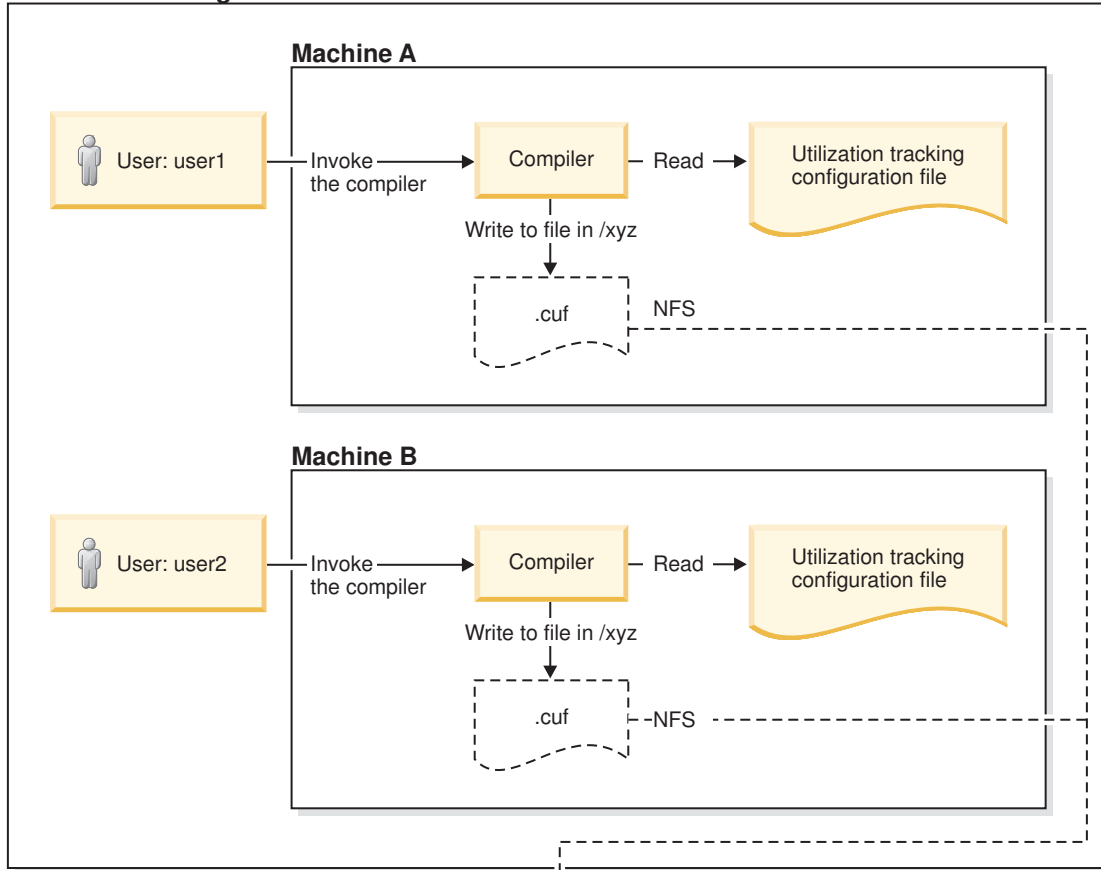 Machine A
User: user1
Invoke
the compiler
Compiler
Read
Utilization tracking
configuration file
Write to file in /xyz
.cuf
NFS
Machine B
User: user2
Invoke
the compiler
Compiler
Read
Utilization tracking
configuration file
Write to file in /xyz
.cuf
NFS